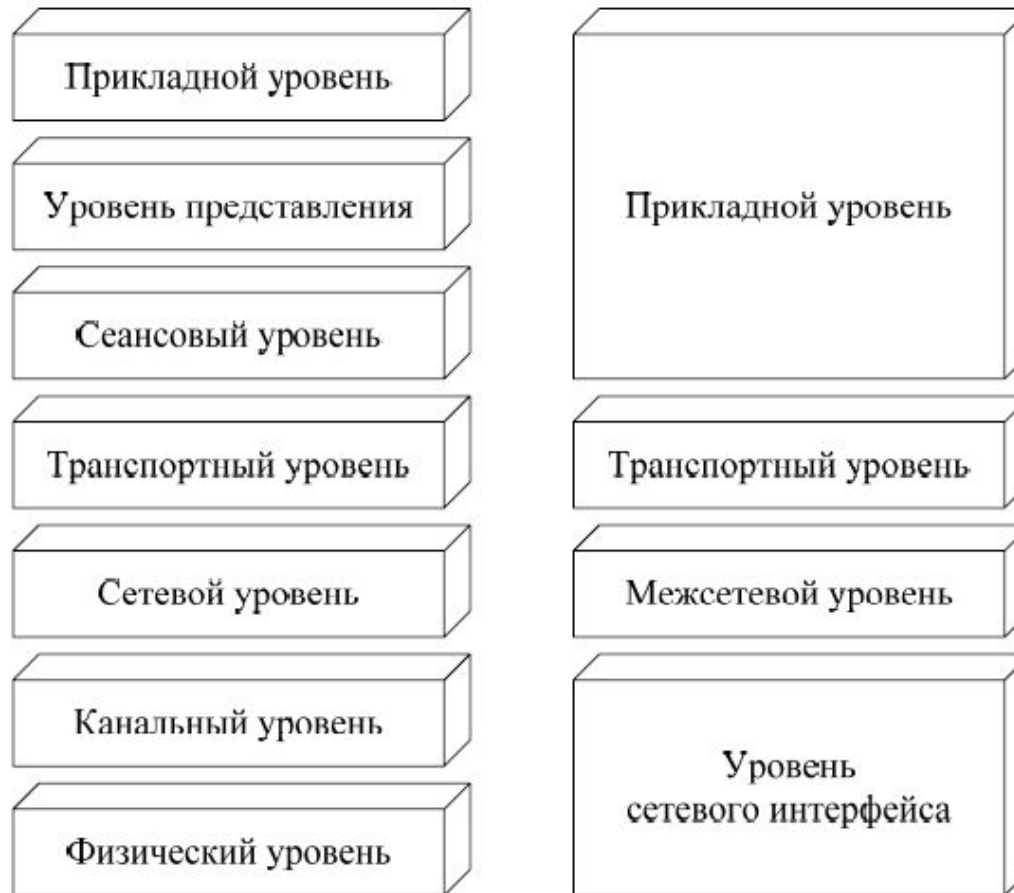 Прикладной уровень
Уровень представления
Сеансовый уровень
Транспортный уровень
Сетевой уровень
Канальный уровень
Физический уровень
Прикладной уровень
Транспортный уровень
Межсетевой уровень
Уровень
сетевого интерфейса